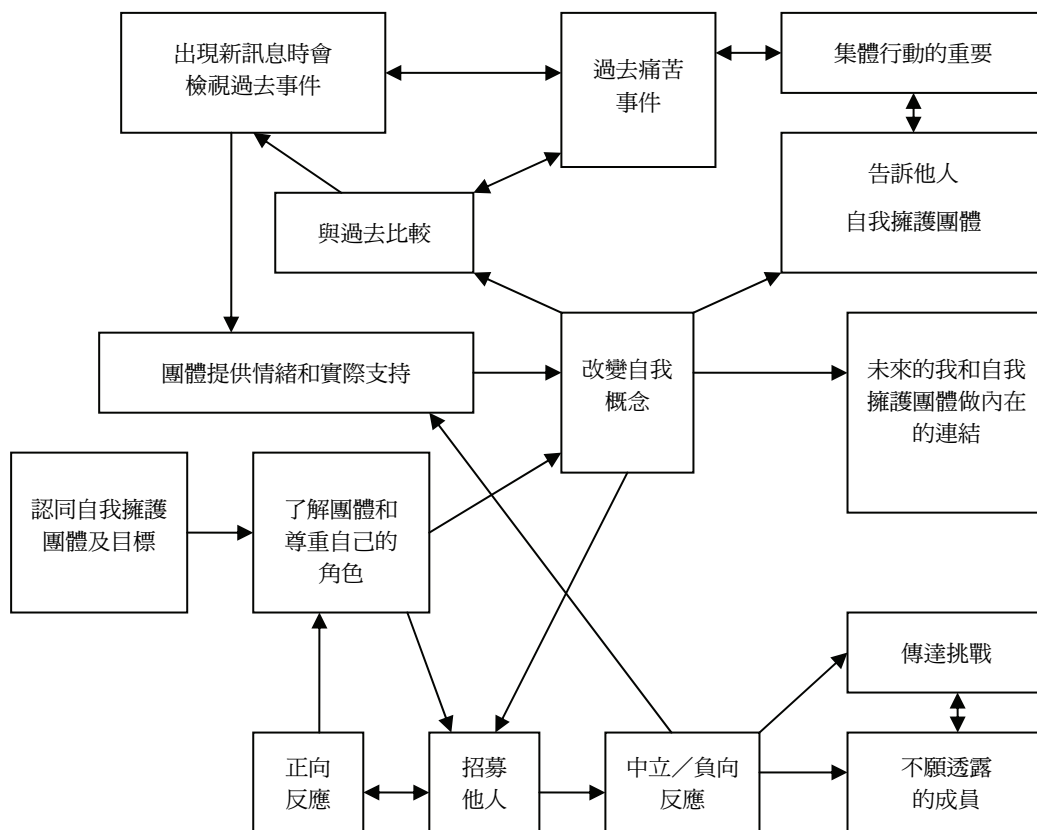 出現新訊息時會
檢視過去事件
過去痛苦
事件
集體行動的重要
告訴他人
自我擁護團體
與過去比較
團體提供情緒和實際支持
改變自我
概念
未來的我和自我
擁護團體做內在
的連結
認同自我擁護
團體及目標
了解團體和
尊重自己的
角色
傳達挑戰
正向
反應
招募
他人
中立／負向
反應
不願透露
的成員